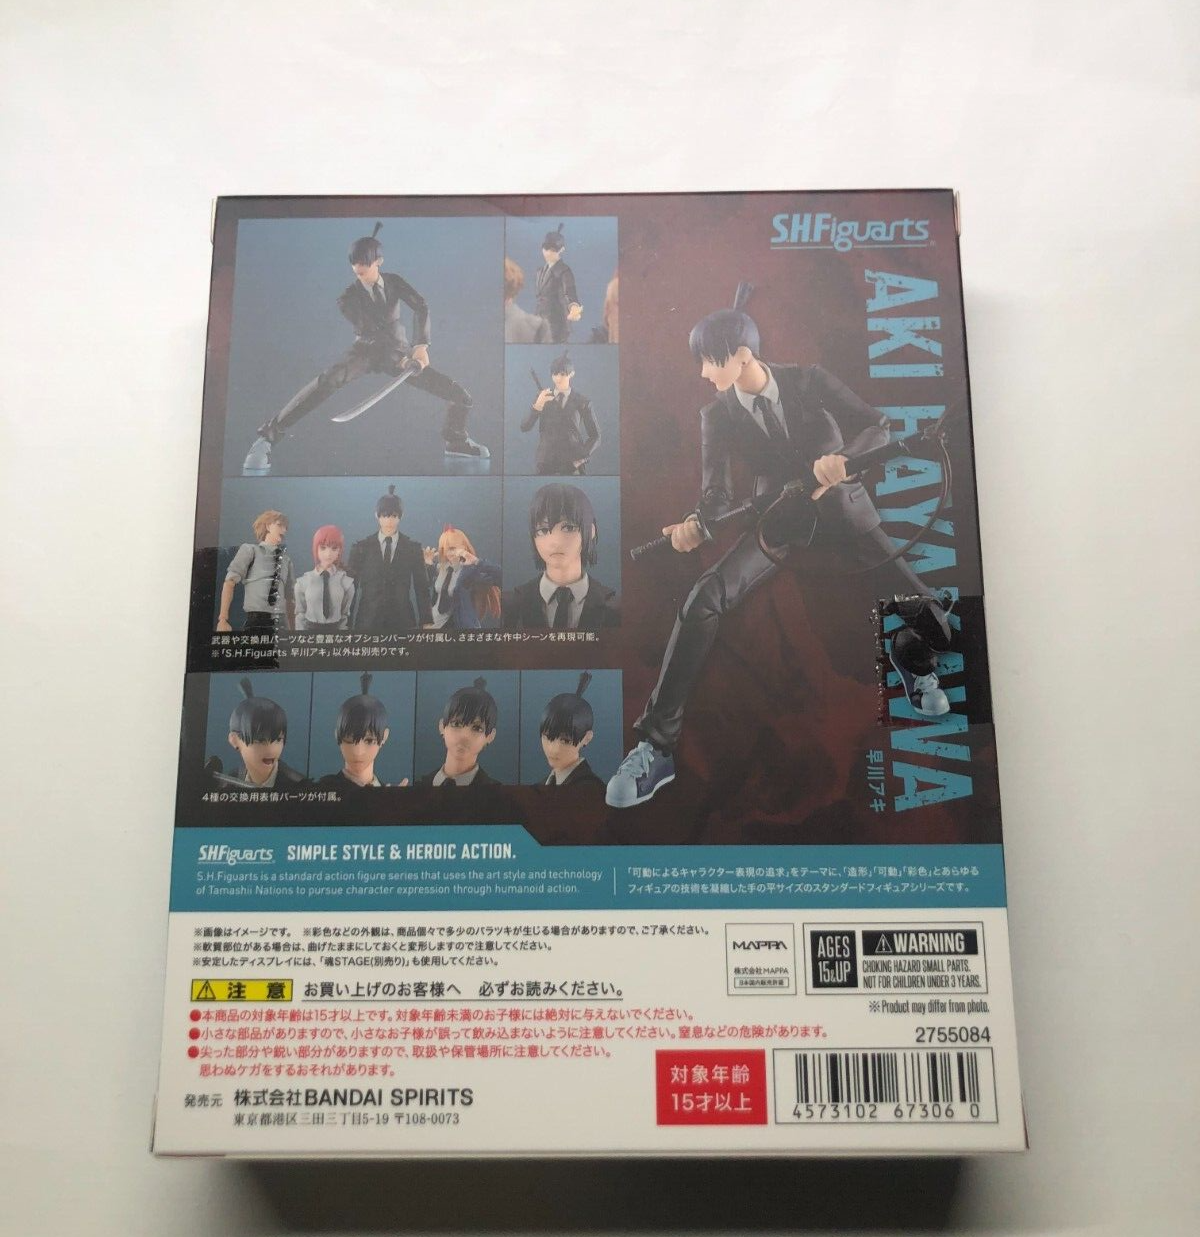 S.H.Figuarts
AKI HAYAKAWA
早川アキ
武器や交換用パーツなど豊富なオプションパーツが付属し、さまざまな作中シーンを再現可能。
※「S.H.Figuarts 早川アキ」以外は別売りです。
4種の交換用表情パーツが付属。
S.H.Figuarts SIMPLE STYLE & HEROIC ACTION.
S.H.Figuarts is a standard action figure series that uses the art style and technology
of Tamashii Nations to pursue character expression through humanoid action.
「可動によるキャラクター表現の追求」をテーマに、「造形」「可動」「彩色」とあらゆる
フィギュアの技術を凝縮した手の平サイズのスタンダードフィギュアシリーズです。
※画像はイメージです。 ※彩色などの外観は、商品個々で多少のバラツキが生じる場合がありますので、ご了承ください。
※軟質部位がある場合は、曲げたままにしておくと変形しますので注意してください。
※安定したディスプレイには、「魂STAGE(別売り)」も使用してください。
MAPPA
株式会社MAPPA
日本国内販売許諾
AGES
15&UP
WARNING
CHOKING HAZARD SMALL PARTS.
NOT FOR CHILDREN UNDER 3 YEARS.
※Product may differ from photo.
注 意 お買い上げのお客様へ 必ずお読みください。
●本商品の対象年齢は15才以上です。対象年齢未満のお子様には絶対に与えないでください。
●小さな部品がありますので、小さなお子様が誤って飲み込まないように注意してください。窒息などの危険があります。
●尖った部分や鋭い部分がありますので、取扱や保管場所に注意してください。
思わぬケガをするおそれがあります。
2755084
対象年齢
15才以上
4573102 67306 0
発売元 株式会社BANDAI SPIRITS
東京都港区三田三丁目5-19 〒108-0073